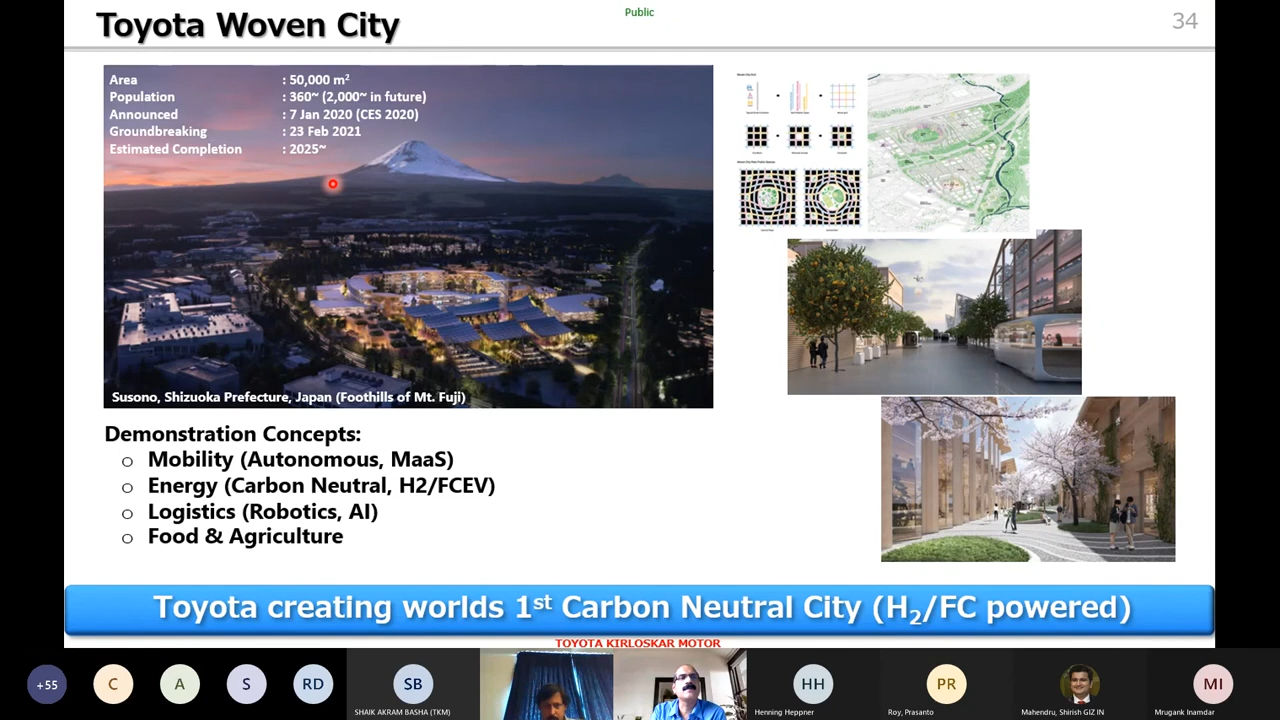 Toyota Woven City
Public
34
Area : 50,000 m²
Population : 360~ (2,000~ in future)
Announced : 7 Jan 2020 (CES 2020)
Groundbreaking : 23 Feb 2021
Estimated Completion : 2025~
Susono, Shizuoka Prefecture, Japan (Foothills of Mt. Fuji)
Demonstration Concepts:
o Mobility (Autonomous, MaaS)
o Energy (Carbon Neutral, H2/FCEV)
o Logistics (Robotics, AI)
o Food & Agriculture
Toyota creating worlds 1st Carbon Neutral City (H₂/FC powered)
TOYOTA KIRLOSKAR MOTOR
+55
C
A
S
RD
SB
HH
PR
MI
SHAIK AKRAM BASHA (TKM)
Henning Heppner
Roy, Prasanto
Mahendru, Shirish GIZ IN
Mrugank Inamdar